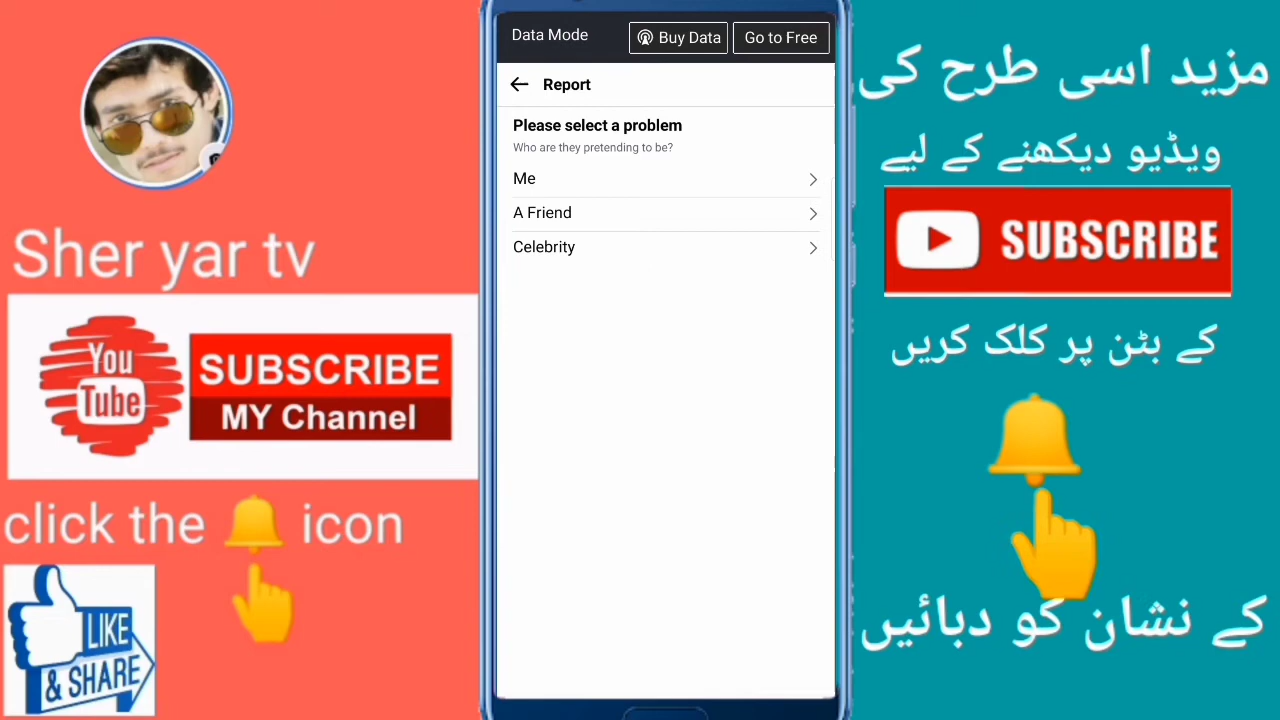 Sher yar tv
You
Tube
SUBSCRIBE
MY Channel
click the icon
LIKE
& SHARE
Data Mode
Buy Data
Go to Free
Report
Please select a problem
Who are they pretending to be?
Me
A Friend
Celebrity
مزید اسی طرح کی
ویڈیو دیکھنے کے لیے
SUBSCRIBE
کے بٹن پر کلک کریں
کے نشان کو دبائیں